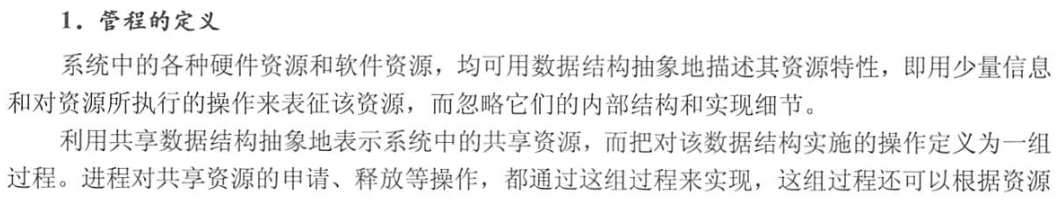 1．管程的定义
系统中的各种硬件资源和软件资源，均可用数据结构抽象地描述其资源特性，即用少量信息
和对资源所执行的操作来表征该资源，而忽略它们的内部结构和实现细节。
利用共享数据结构抽象地表示系统中的共享资源，而把对该数据结构实施的操作定义为一组
过程。进程对共享资源的申请、释放等操作，都通过这组过程来实现，这组过程还可以根据资源